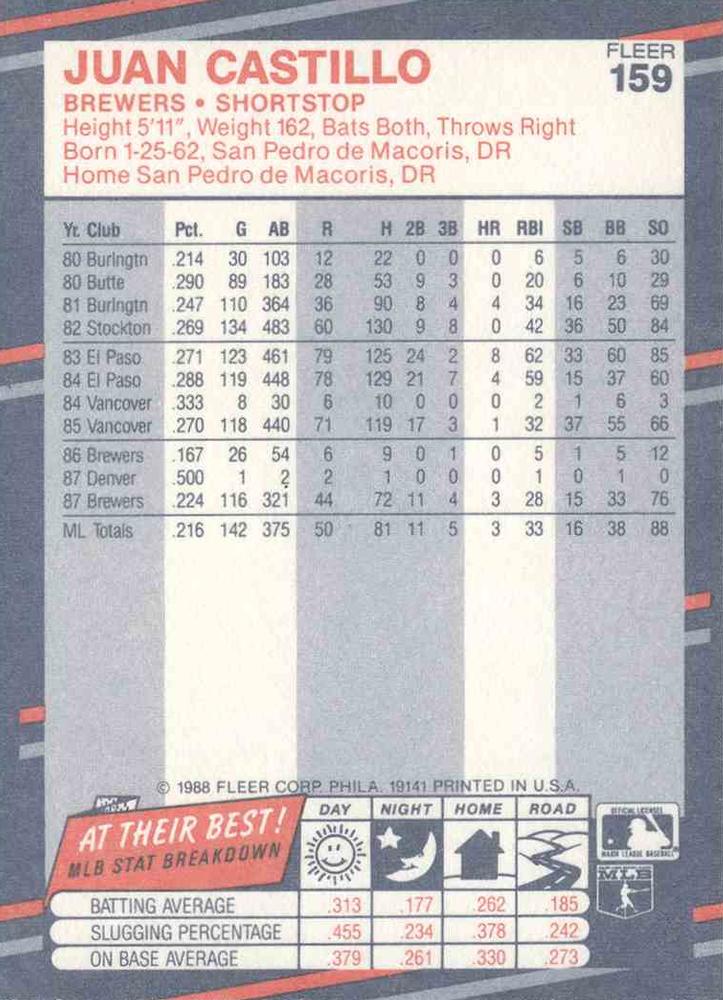 JUAN CASTILLO
FLEER
159
BREWERS • SHORTSTOP
Height 5'11", Weight 162, Bats Both, Throws Right
Born 1-25-62, San Pedro de Macoris, DR
Home San Pedro de Macoris, DR
Yr. Club Pct. G AB R H 2B 3B HR RBI SB BB SO
80 Burlngtn .214 30 103 12 22 0 0 0 6 5 6 30
80 Butte .290 89 183 28 53 9 3 0 20 6 10 29
81 Burlngtn .247 110 364 36 90 8 4 4 34 16 23 69
82 Stockton .269 134 483 60 130 9 8 0 42 36 50 84
83 El Paso .271 123 461 79 125 24 2 8 62 33 60 85
84 El Paso .288 119 448 78 129 21 7 4 59 15 37 60
84 Vancover .333 8 30 6 10 0 0 0 2 1 6 3
85 Vancover .270 118 440 71 119 17 3 1 32 37 55 66
86 Brewers .167 26 54 6 9 0 1 0 5 1 5 12
87 Denver .500 1 2 2 1 0 0 0 1 0 1 0
87 Brewers .224 116 321 44 72 11 4 3 28 15 33 76
ML Totals .216 142 375 50 81 11 5 3 33 16 38 88
© 1988 FLEER CORP. PHILA. 19141 PRINTED IN U.S.A.
AT THEIR BEST!
MLB STAT BREAKDOWN
DAY NIGHT HOME ROAD
OFFICIAL LICENSEE
MAJOR LEAGUE BASEBALL
MLB
BATTING AVERAGE .313 .177 .262 .185
SLUGGING PERCENTAGE .455 .234 .378 .242
ON BASE AVERAGE .379 .261 .330 .273